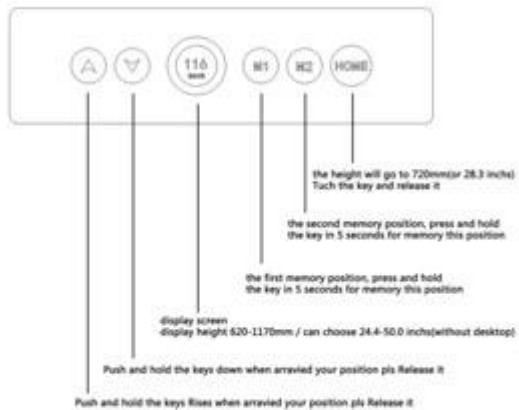 116
M1
M2
HOME
the height will go to 720mm(or 28.3 inchs)
Tuch the key and release it
the second memory position, press and hold
the key in 5 seconds for memory this position
the first memory position, press and hold
the key in 5 seconds for memory this position
display screen
display height 620-1170mm / can choose 24.4-50.0 inchs(without desktop)
Push and hold the keys down when arravied your position pls Release it
Push and hold the keys Rises when arravied your position pls Release it